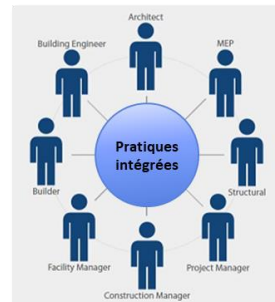 Architect
Building Engineer
MEP
Pratiques
intégrées
Builder
Structural
Facility Manager
Project Manager
Construction Manager